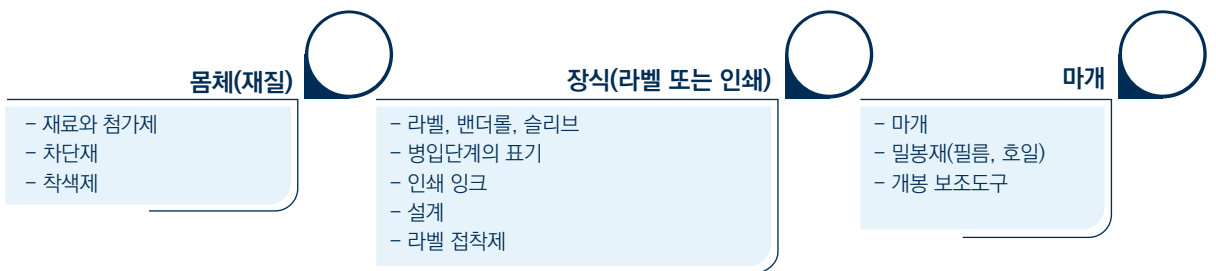 몸체(재질)
- 재료와 첨가제
- 차단재
- 착색제
장식(라벨 또는 인쇄)
- 라벨, 밴더롤, 슬리브
- 병입단계의 표기
- 인쇄 잉크
- 설계
- 라벨 접착제
마개
- 마개
- 밀봉재(필름, 호일)
- 개봉 보조도구